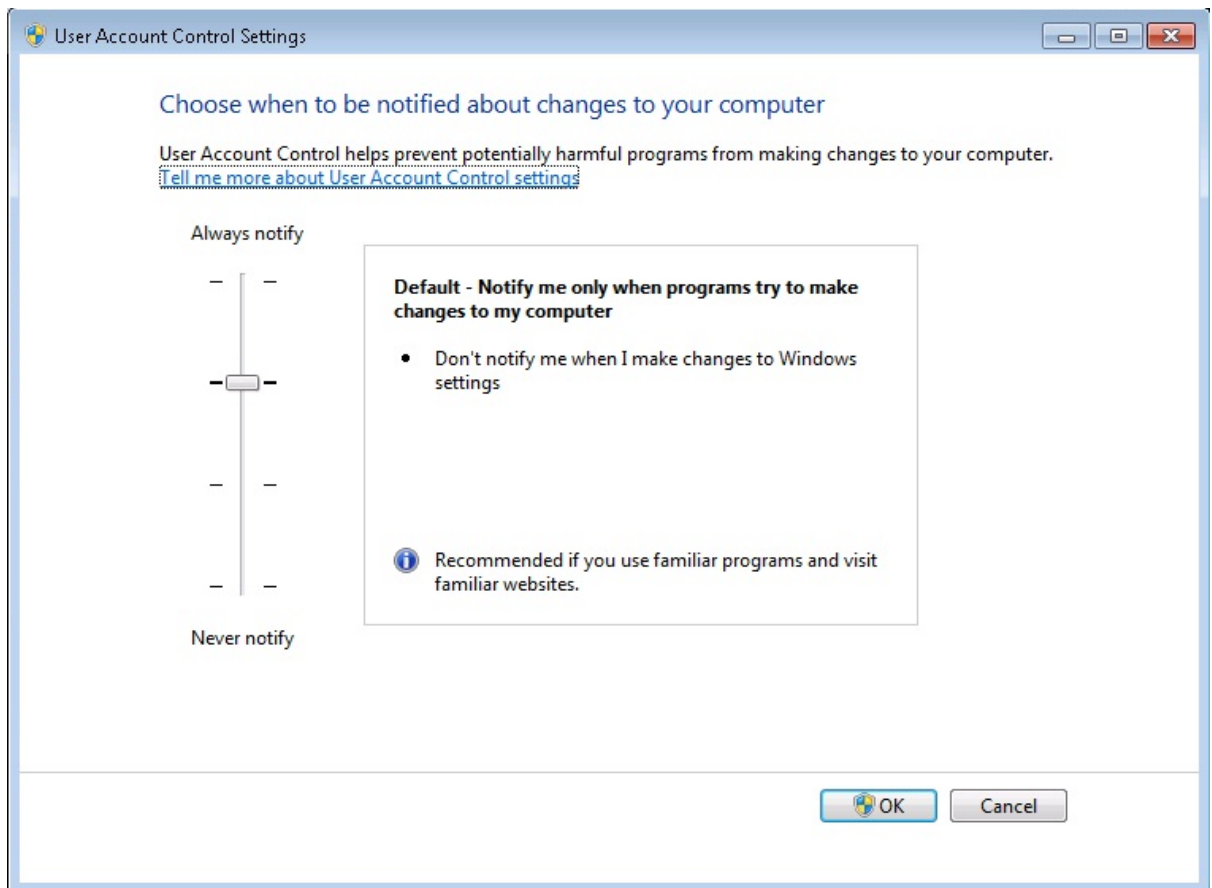 User Account Control Settings
Choose when to be notified about changes to your computer
User Account Control helps prevent potentially harmful programs from making changes to your computer.
Tell me more about User Account Control settings
Always notify
Default - Notify me only when programs try to make
changes to my computer
• Don't notify me when I make changes to Windows
settings
Recommended if you use familiar programs and visit
familiar websites.
Never notify
OK Cancel